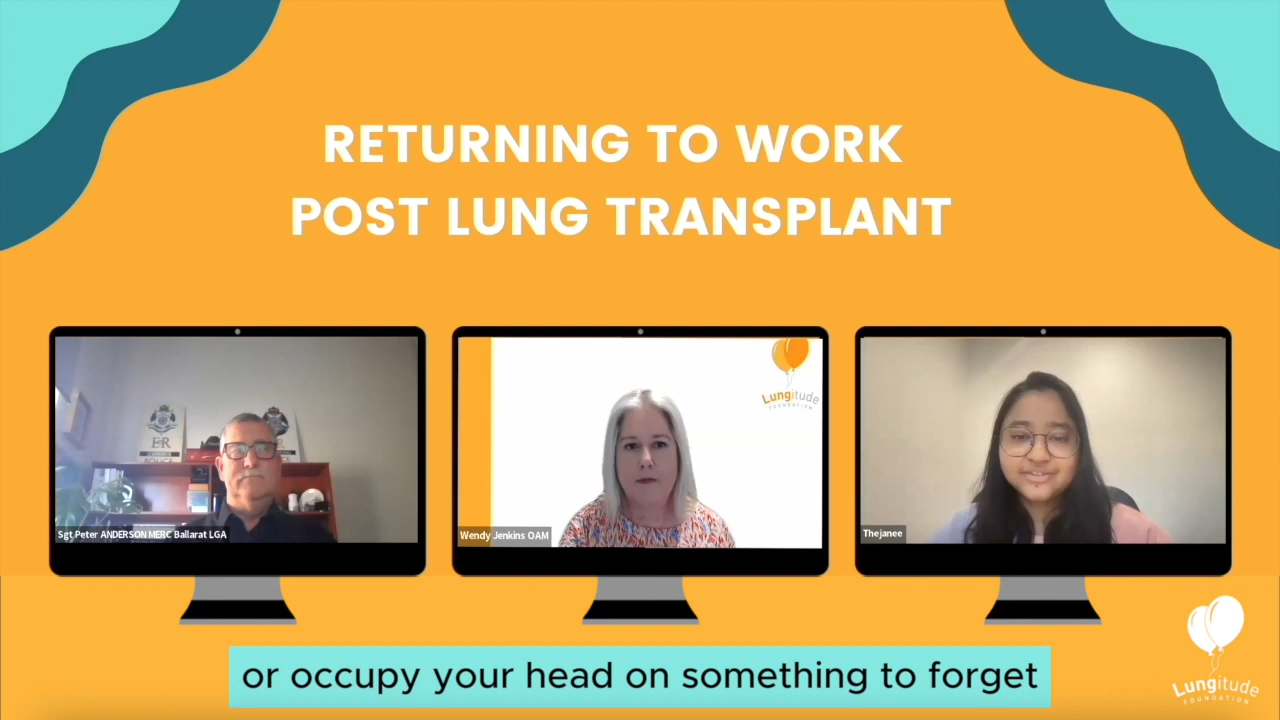 RETURNING TO WORK
POST LUNG TRANSPLANT
ER
Sgt Peter ANDERSON MERC Ballarat LGA
Lungitude
FOUNDATION
Wendy Jenkins OAM
Thejanee
or occupy your head on something to forget
Lungitude
FOUNDATION